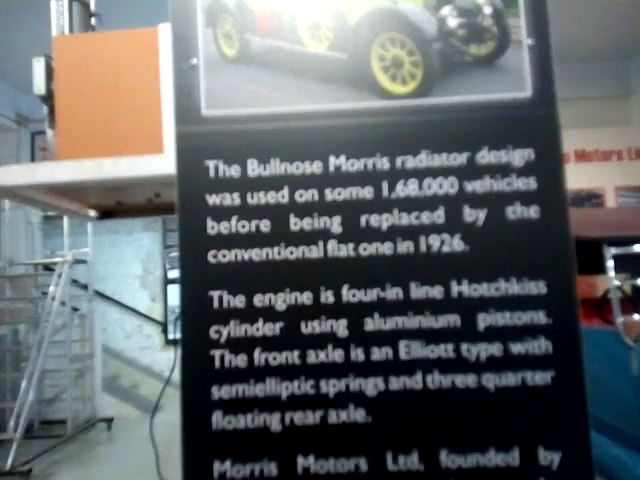 The Bullnose Morris radiator design
was used on some 1,68,000 vehicles
before being replaced by the
conventional flat one in 1926.
The engine is four-in line Hotchkiss
cylinder using aluminium pistons.
The front axle is an Elliott type with
semielliptic springs and three quarter
floating rear axle.
Morris Motors Ltd, founded by
Motors